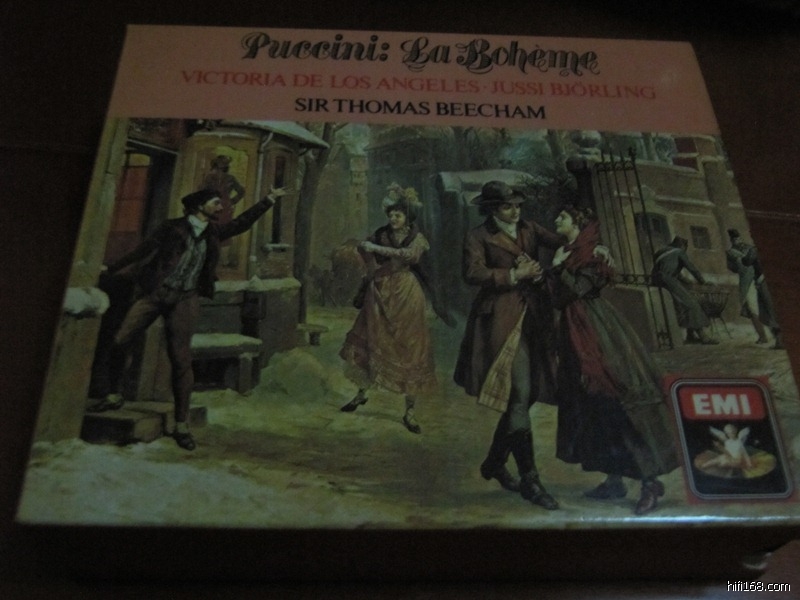 Puccini: La Bohème
VICTORIA DE LOS ANGELES · JUSSI BJÖRLING
SIR THOMAS BEECHAM
EMI
hifi168.com